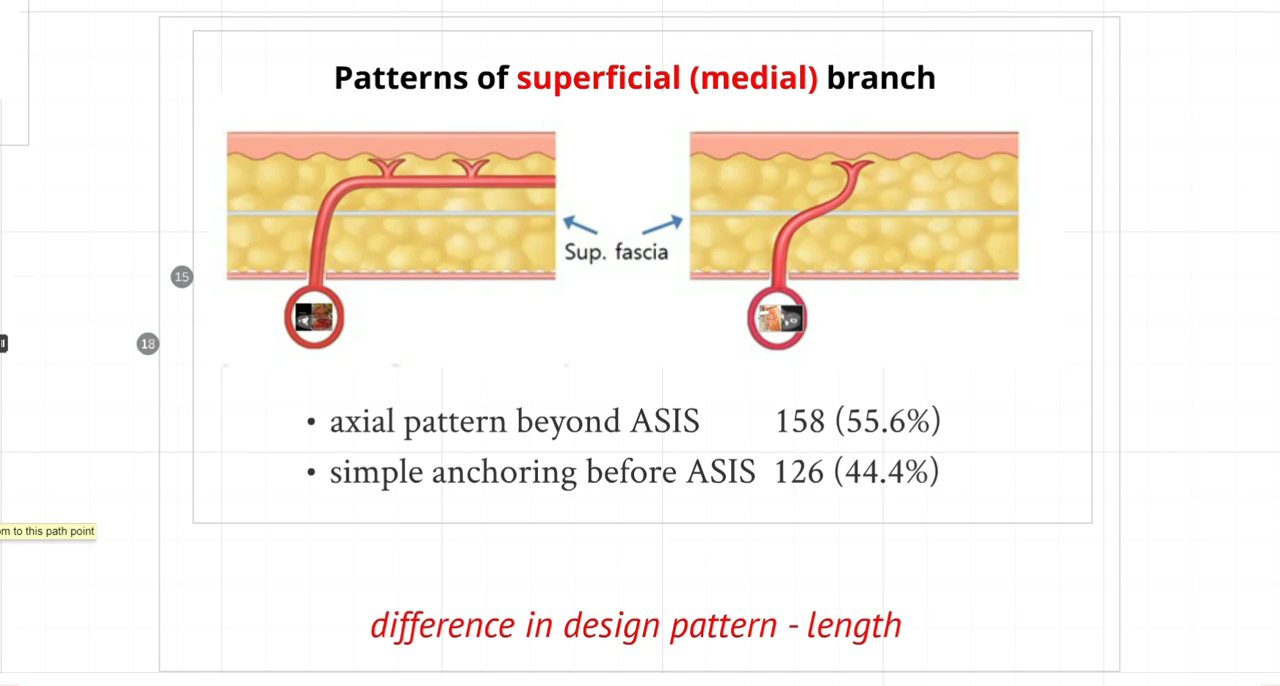 Patterns of superficial (medial) branch
Sup. fascia
15
18
• axial pattern beyond ASIS 158 (55.6%)
• simple anchoring before ASIS 126 (44.4%)
to this path point
difference in design pattern - length